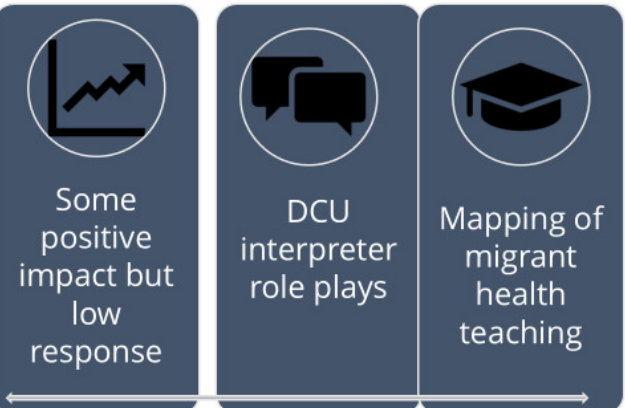 Some
positive
impact but
low
response
DCU
interpreter
role plays
Mapping of
migrant
health
teaching